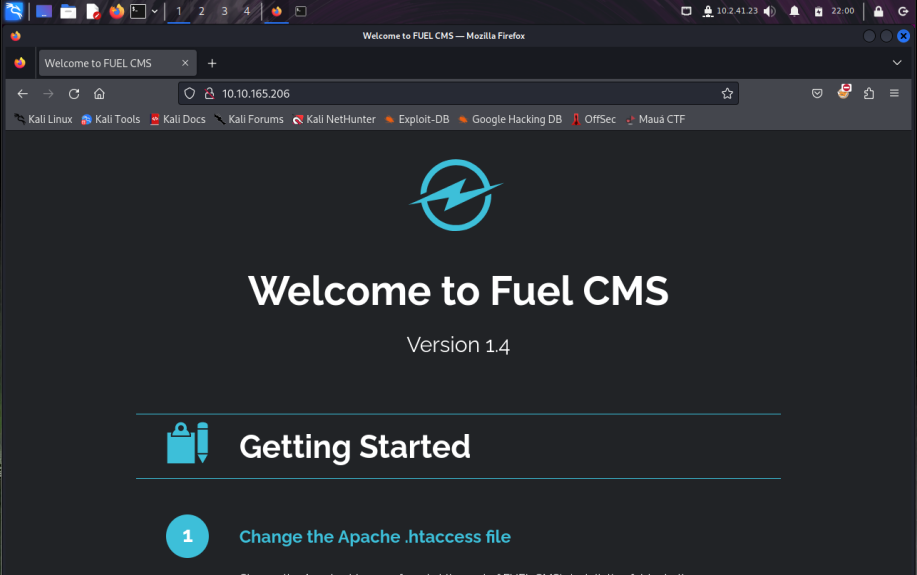 1 2 3 4 10.2.41.23 22:00
Welcome to FUEL CMS — Mozilla Firefox
Welcome to FUEL CMS
10.10.165.206
Kali Linux Kali Tools Kali Docs Kali Forums Kali NetHunter Exploit-DB Google Hacking DB OffSec Mauá CTF
Welcome to Fuel CMS
Version 1.4
Getting Started
1 Change the Apache .htaccess file